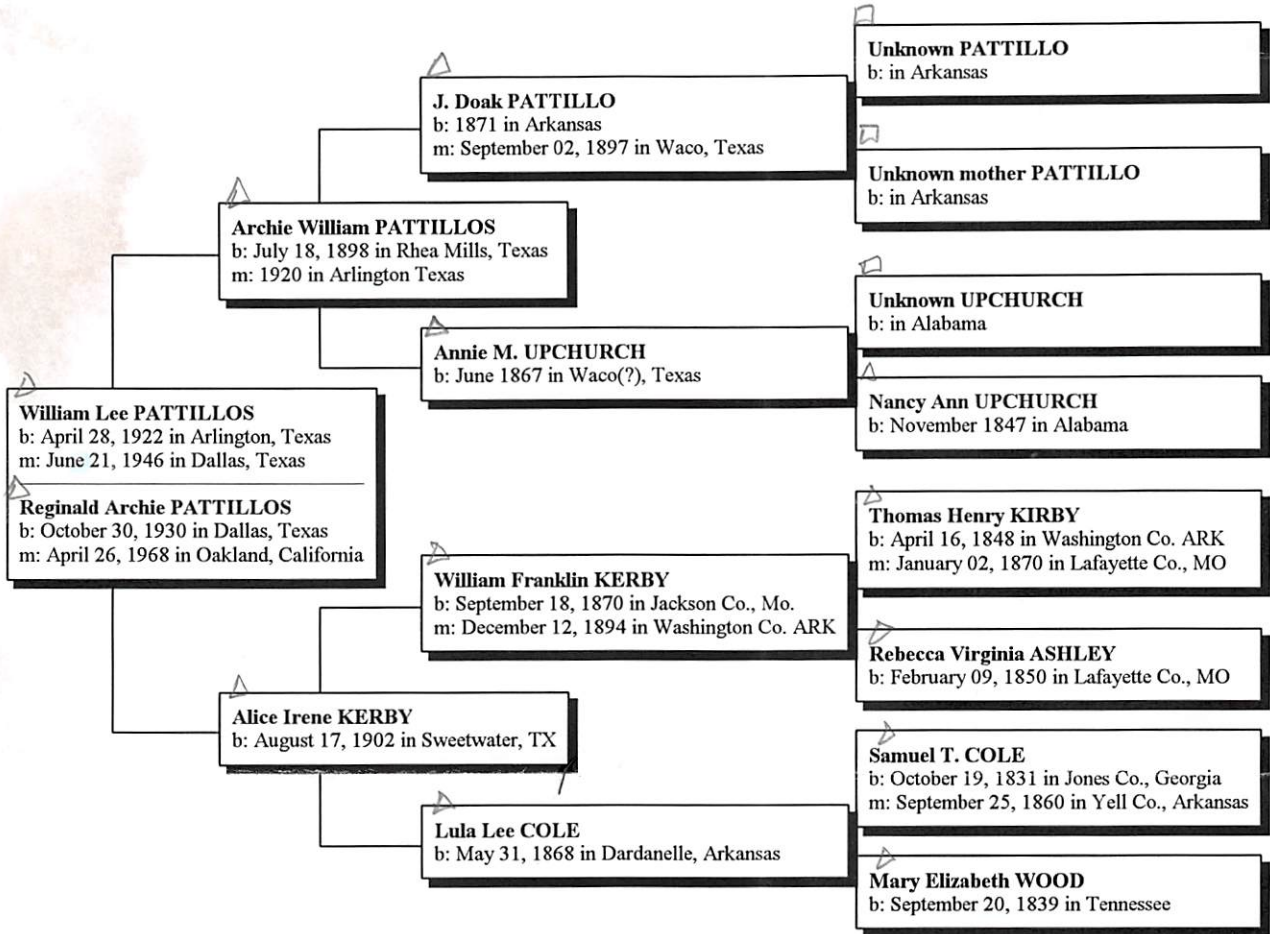 Unknown PATTILLO
b: in Arkansas
J. Doak PATTILLO
b: 1871 in Arkansas
m: September 02, 1897 in Waco, Texas
Unknown mother PATTILLO
b: in Arkansas
Archie William PATTILLOS
b: July 18, 1898 in Rhea Mills, Texas
m: 1920 in Arlington Texas
Unknown UPCHURCH
b: in Alabama
Annie M. UPCHURCH
b: June 1867 in Waco(?), Texas
Nancy Ann UPCHURCH
b: November 1847 in Alabama
William Lee PATTILLOS
b: April 28, 1922 in Arlington, Texas
m: June 21, 1946 in Dallas, Texas
Reginald Archie PATTILLOS
b: October 30, 1930 in Dallas, Texas
m: April 26, 1968 in Oakland, California
Thomas Henry KIRBY
b: April 16, 1848 in Washington Co. ARK
m: January 02, 1870 in Lafayette Co., MO
William Franklin KERBY
b: September 18, 1870 in Jackson Co., Mo.
m: December 12, 1894 in Washington Co. ARK
Rebecca Virginia ASHLEY
b: February 09, 1850 in Lafayette Co., MO
Alice Irene KERBY
b: August 17, 1902 in Sweetwater, TX
Samuel T. COLE
b: October 19, 1831 in Jones Co., Georgia
m: September 25, 1860 in Yell Co., Arkansas
Lula Lee COLE
b: May 31, 1868 in Dardanelle, Arkansas
Mary Elizabeth WOOD
b: September 20, 1839 in Tennessee